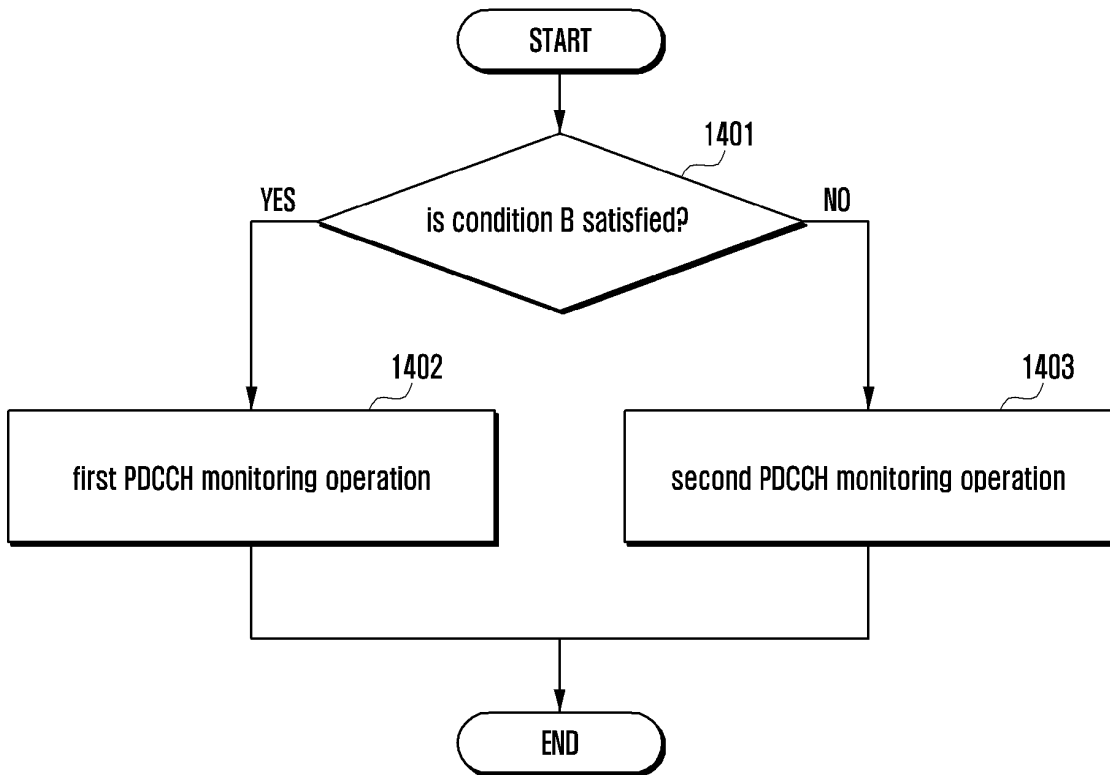 START
1401
YES
is condition B satisfied?
NO
1402
1403
first PDCCH monitoring operation
second PDCCH monitoring operation
END